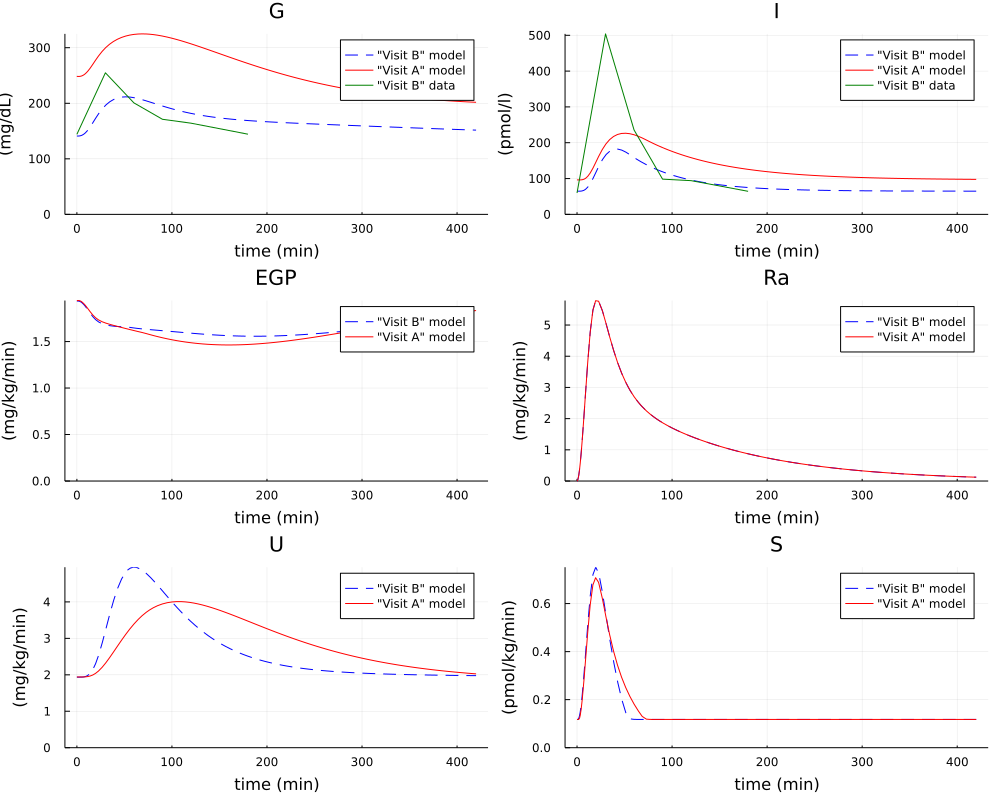 G
(mg/dL)
300
200
100
0
"Visit B" model
"Visit A" model
"Visit B" data
0 100 200 300 400
time (min)
I
(pmol/l)
500
400
300
200
100
0
"Visit B" model
"Visit A" model
"Visit B" data
0 100 200 300 400
time (min)
EGP
(mg/kg/min)
1.5
1.0
0.5
0.0
"Visit B" model
"Visit A" model
0 100 200 300 400
time (min)
Ra
(mg/kg/min)
5
4
3
2
1
0
"Visit B" model
"Visit A" model
0 100 200 300 400
time (min)
U
(mg/kg/min)
4
3
2
1
0
"Visit B" model
"Visit A" model
0 100 200 300 400
time (min)
S
(pmol/kg/min)
0.6
0.4
0.2
0.0
"Visit B" model
"Visit A" model
0 100 200 300 400
time (min)